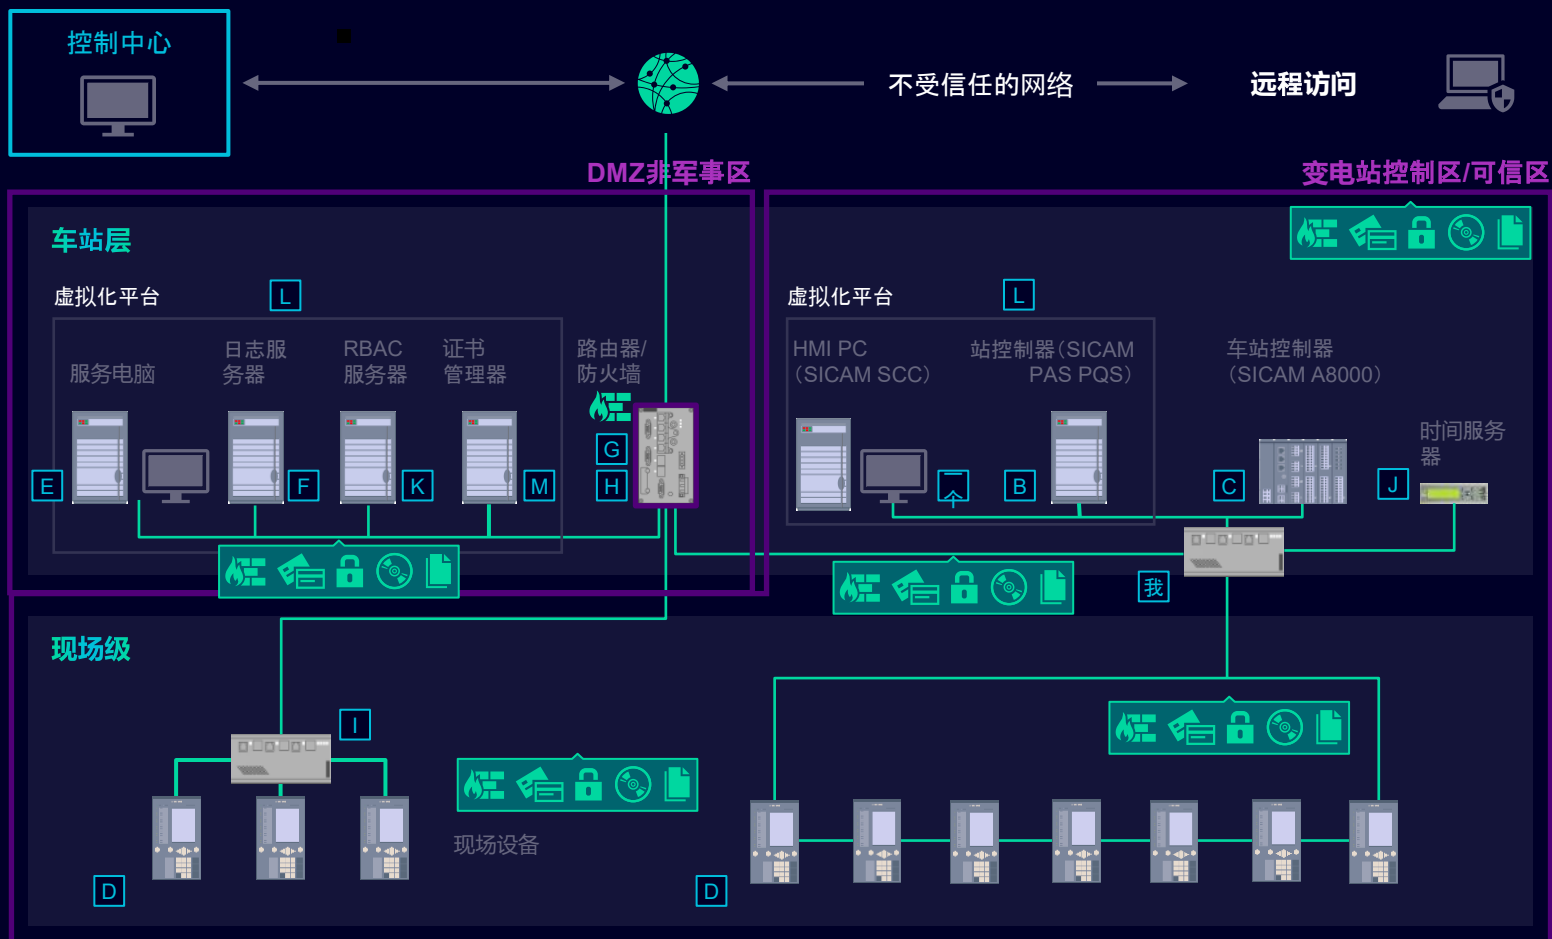 控制中心
不受信任的网络
远程访问
DMZ非军事区
变电站控制区/可信区
车站层
虚拟化平台
L
虚拟化平台
L
服务电脑
日志服
务器
RBAC
服务器
证书
管理器
路由器/
防火墙
HMI PC
（SICAM SCC）
站控制器（SICAM
PAS PQS）
车站控制器
（SICAM A8000）
时间服务
器
E
F
K
M
G
H
一个
B
C
J
我
现场级
I
现场设备
D
D